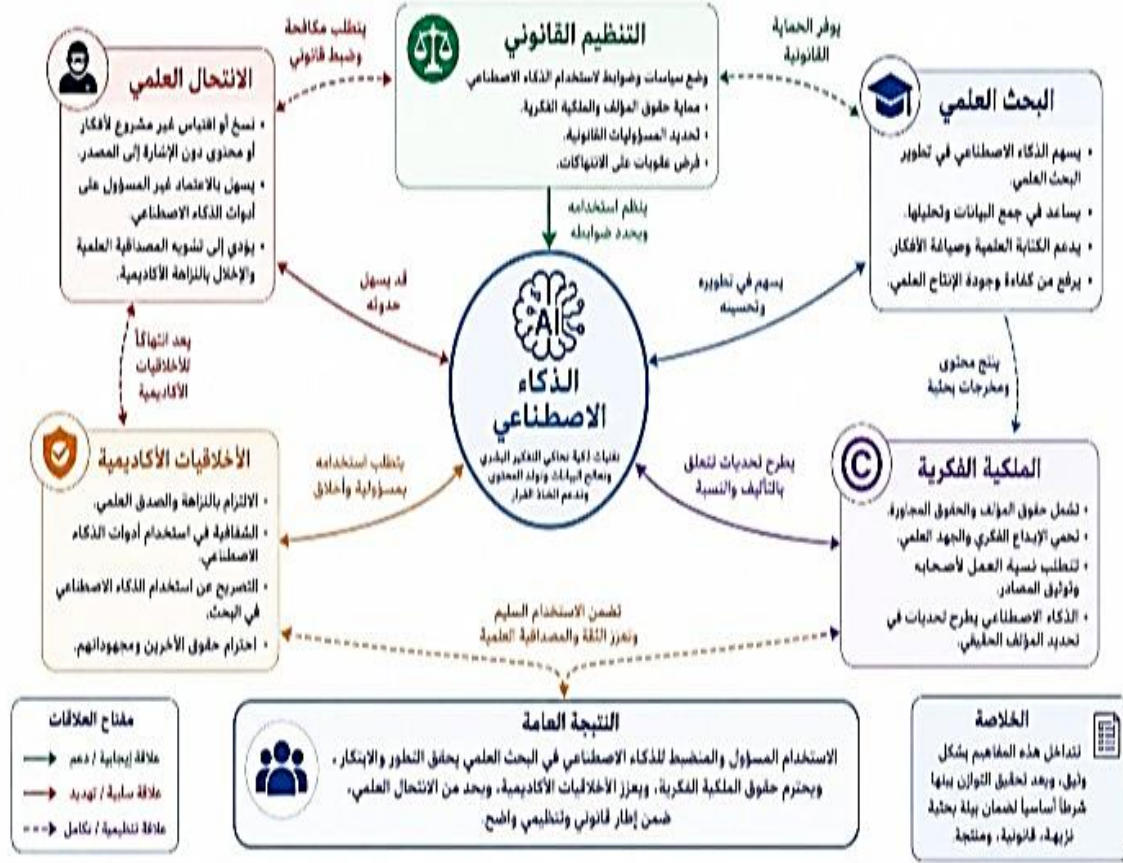 التنظيم القانوني
وضع سياسات وضوابط لاستخدام الذكاء الاصطناعي.
• حماية حقوق المؤلف والملكية الفكرية.
• تحديد المسؤوليات القانونية.
• فرض عقوبات على الانتهاكات.
يوفر الحماية
القانونية
يتطلب مكافحة
وضبط قانوني
البحث العلمي
• يسهم الذكاء الاصطناعي في تطوير
البحث العلمي.
• يساعد في جمع البيانات وتحليلها.
• يدعم الكتابة العلمية وصياغة الأفكار.
• يرفع من كفاءة وجودة الإنتاج العلمي.
الانتحال العلمي
• نسخ أو اقتباس غير مشروع لأفكار
أو محتوى دون الإشارة إلى المصدر.
• يسهل بالاعتماد غير المسؤول على
أدوات الذكاء الاصطناعي.
• يؤدي إلى تشويه المصداقية العلمية
والإخلال بالنزاهة الأكاديمية.
ينظم استخدامه
ويحدد ضوابطه
يسهم في تطويره
وتحسينه
قد يسهل
حدوثه
AI
الذكاء
الاصطناعي
تقنيات ذكية تحاكي التفكير البشري
وتعالج البيانات وتولد المحتوى
وتدعم اتخاذ القرار
ينتج محتوى
ومخرجات بحثية
يعد انتهاكاً
للأخلاقيات
الأكاديمية
يطرح تحديات تتعلق
بالتأليف والنسبة
يتطلب استخدامه
بمسؤولية وأخلاق
الملكية الفكرية
• تشمل حقوق المؤلف والحقوق المجاورة.
• تحمي الإبداع الفكري والجهد العلمي.
• تتطلب نسبة العمل لأصحابه
وتوثيق المصادر.
• الذكاء الاصطناعي يطرح تحديات في
تحديد المؤلف الحقيقي.
الأخلاقيات الأكاديمية
• الالتزام بالنزاهة والصدق العلمي.
• الشفافية في استخدام أدوات الذكاء
الاصطناعي.
• التصريح عن استخدام الذكاء الاصطناعي
في البحث.
• احترام حقوق الآخرين ومجهوداتهم.
تضمن الاستخدام السليم
وتعزز الثقة والمصداقية العلمية
الخلاصة
تتداخل هذه المفاهيم بشكل
وثيق، ويعد تحقيق التوازن بينها
شرطاً أساسياً لضمان بيئة بحثية
نزيهة، قانونية، ومنتجة.
النتيجة العامة
الاستخدام المسؤول والمنضبط للذكاء الاصطناعي في البحث العلمي يحقق التطور والابتكار،
ويحترم حقوق الملكية الفكرية، ويعزز الأخلاقيات الأكاديمية، ويحد من الانتحال العلمي،
ضمن إطار قانوني وتنظيمي واضح.
مفتاح العلاقات
علاقة إيجابية / دعم
علاقة سلبية / تهديد
علاقة تنظيمية / تكامل